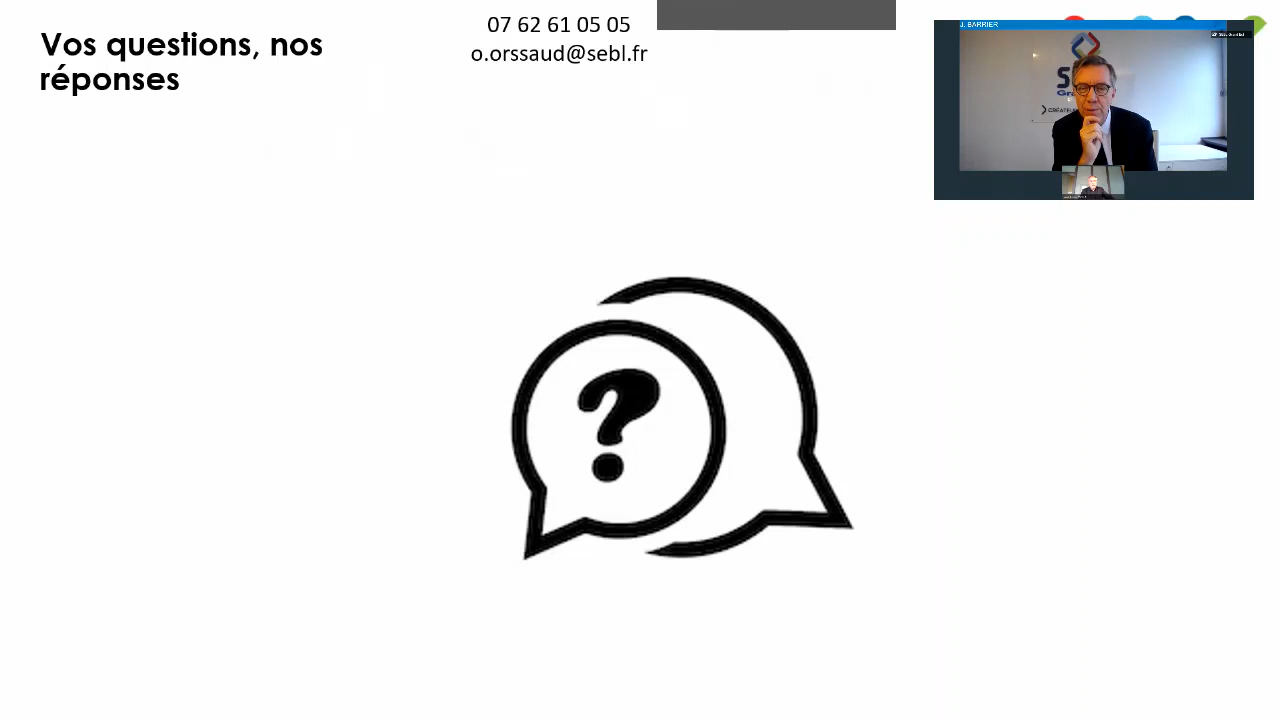 Vos questions, nos
réponses
07 62 61 05 05
o.orssaud@sebl.fr
J. BARRIER